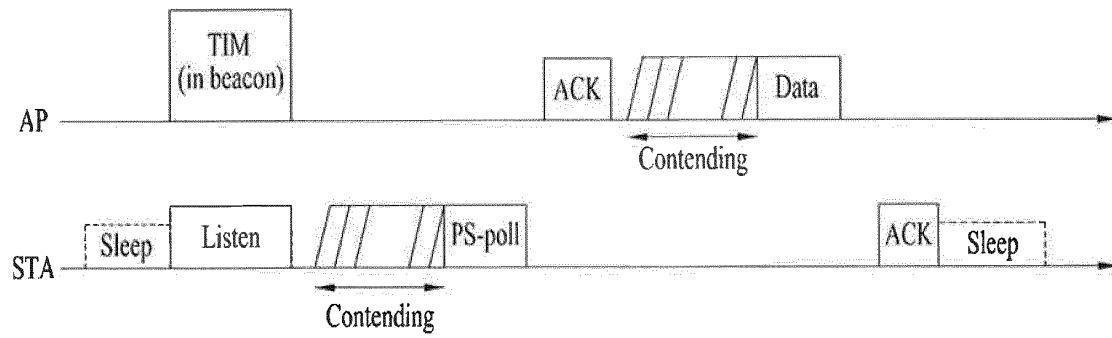 TIM
(in beacon)
ACK
Data
AP
Contending
Sleep
Listen
PS-poll
ACK
Sleep
STA
Contending